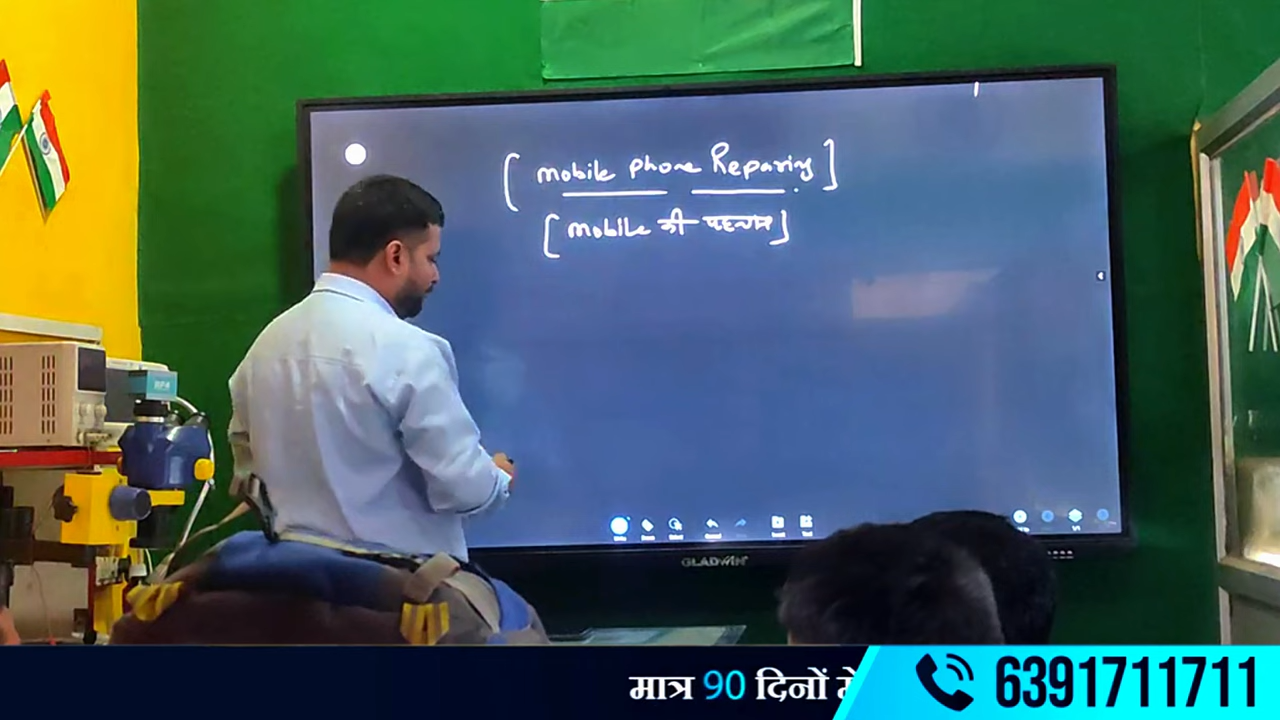 [ mobile phone Reparing ]
[ mobile की पहचान ]
GLADWIN
मात्र 90 दिनों में
6391711711